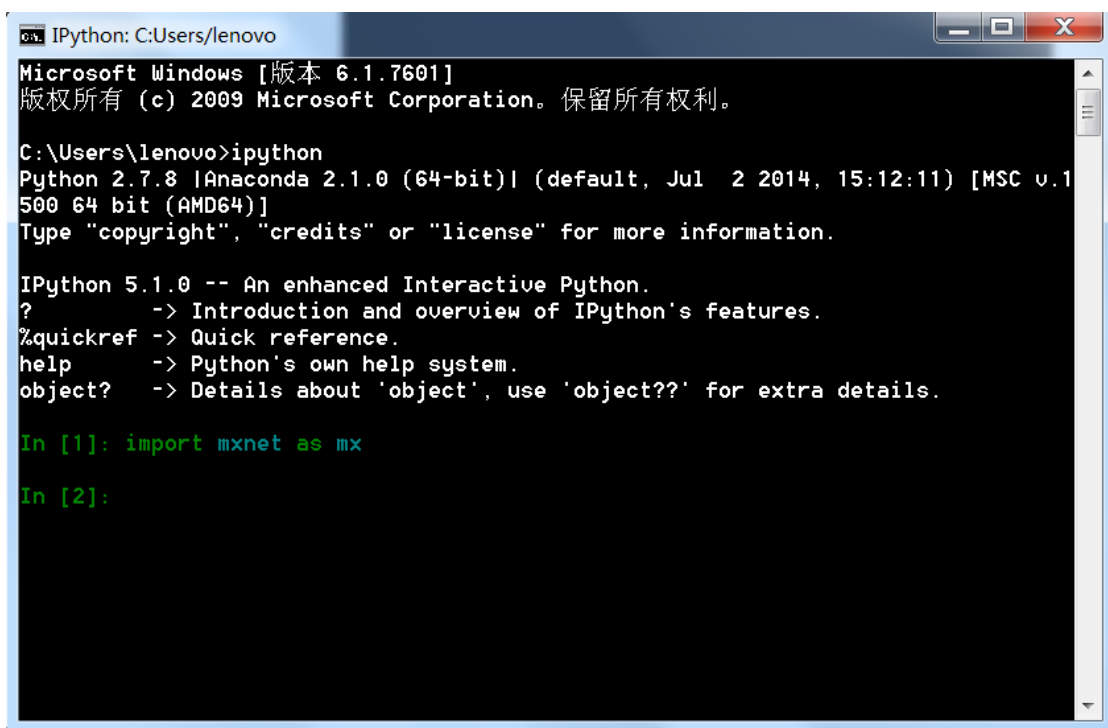 IPython: C:Users/lenovo
Microsoft Windows [版本 6.1.7601]
版权所有 (c) 2009 Microsoft Corporation。保留所有权利。
C:\Users\lenovo>ipython
Python 2.7.8 |Anaconda 2.1.0 (64-bit)| (default, Jul  2 2014, 15:12:11) [MSC v.1
500 64 bit (AMD64)]
Type "copyright", "credits" or "license" for more information.
IPython 5.1.0 -- An enhanced Interactive Python.
?         -> Introduction and overview of IPython's features.
%quickref -> Quick reference.
help      -> Python's own help system.
object?   -> Details about 'object', use 'object??' for extra details.
In [1]: import mxnet as mx
In [2]: